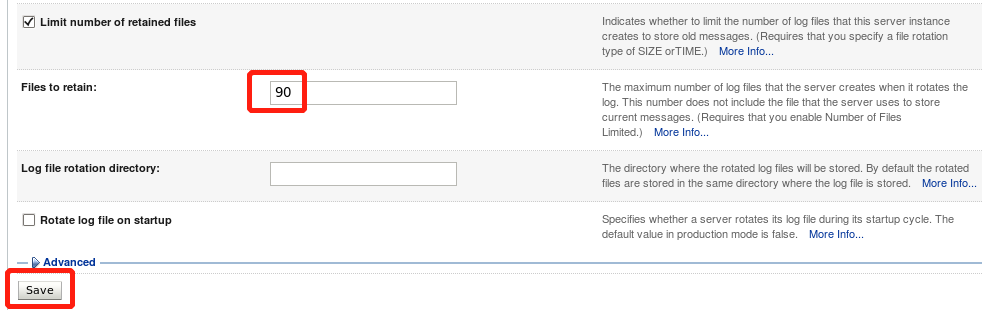 Limit number of retained files
Indicates whether to limit the number of log files that this server instance
creates to store old messages. (Requires that you specify a file rotation
type of SIZE orTIME.) More Info...
Files to retain:
90
The maximum number of log files that the server creates when it rotates the
log. This number does not include the file that the server uses to store
current messages. (Requires that you enable Number of Files
Limited.) More Info...
Log file rotation directory:
The directory where the rotated log files will be stored. By default the rotated
files are stored in the same directory where the log file is stored. More Info...
Rotate log file on startup
Specifies whether a server rotates its log file during its startup cycle. The
default value in production mode is false. More Info...
Advanced
Save